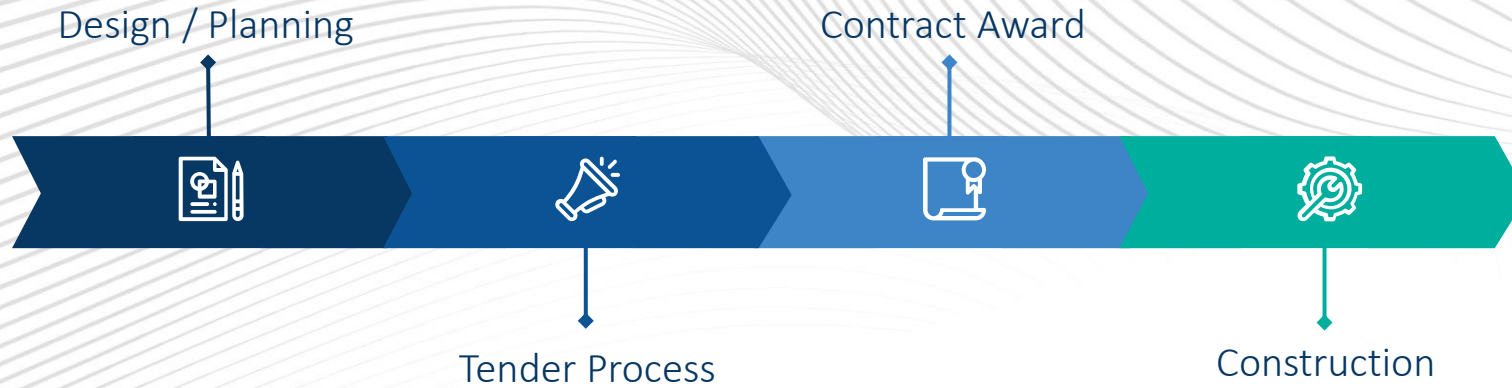 Design / Planning
Contract Award
Tender Process
Construction